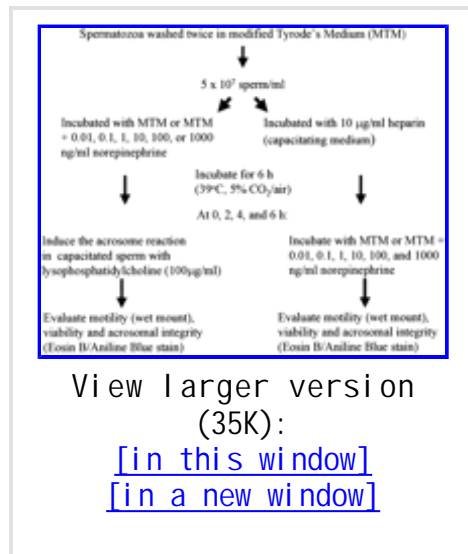 Spermatozoa washed twice in modified Tyrode's Medium (MTM)
5 x 10⁷ sperm/ml
Incubated with MTM or MTM
+ 0.01, 0.1, 1, 10, 100, or 1000
ng/ml norepinephrine
Incubated with 10 μg/ml heparin
(capacitating medium)
Incubate for 6 h
(39ºC, 5% CO₂/air)
At 0, 2, 4, and 6 h:
Induce the acrosome reaction
in capacitated sperm with
lysophosphatidylcholine (100μg/ml)
Incubate with MTM or MTM +
0.01, 0.1, 1, 10, 100, and 1000
ng/ml norepinephrine
Evaluate motility (wet mount),
viability and acrosomal integrity
(Eosin B/Aniline Blue stain)
Evaluate motility (wet mount),
viability and acrosomal integrity
(Eosin B/Aniline Blue stain)
View larger version
(35K):
[in this window]
[in a new window]